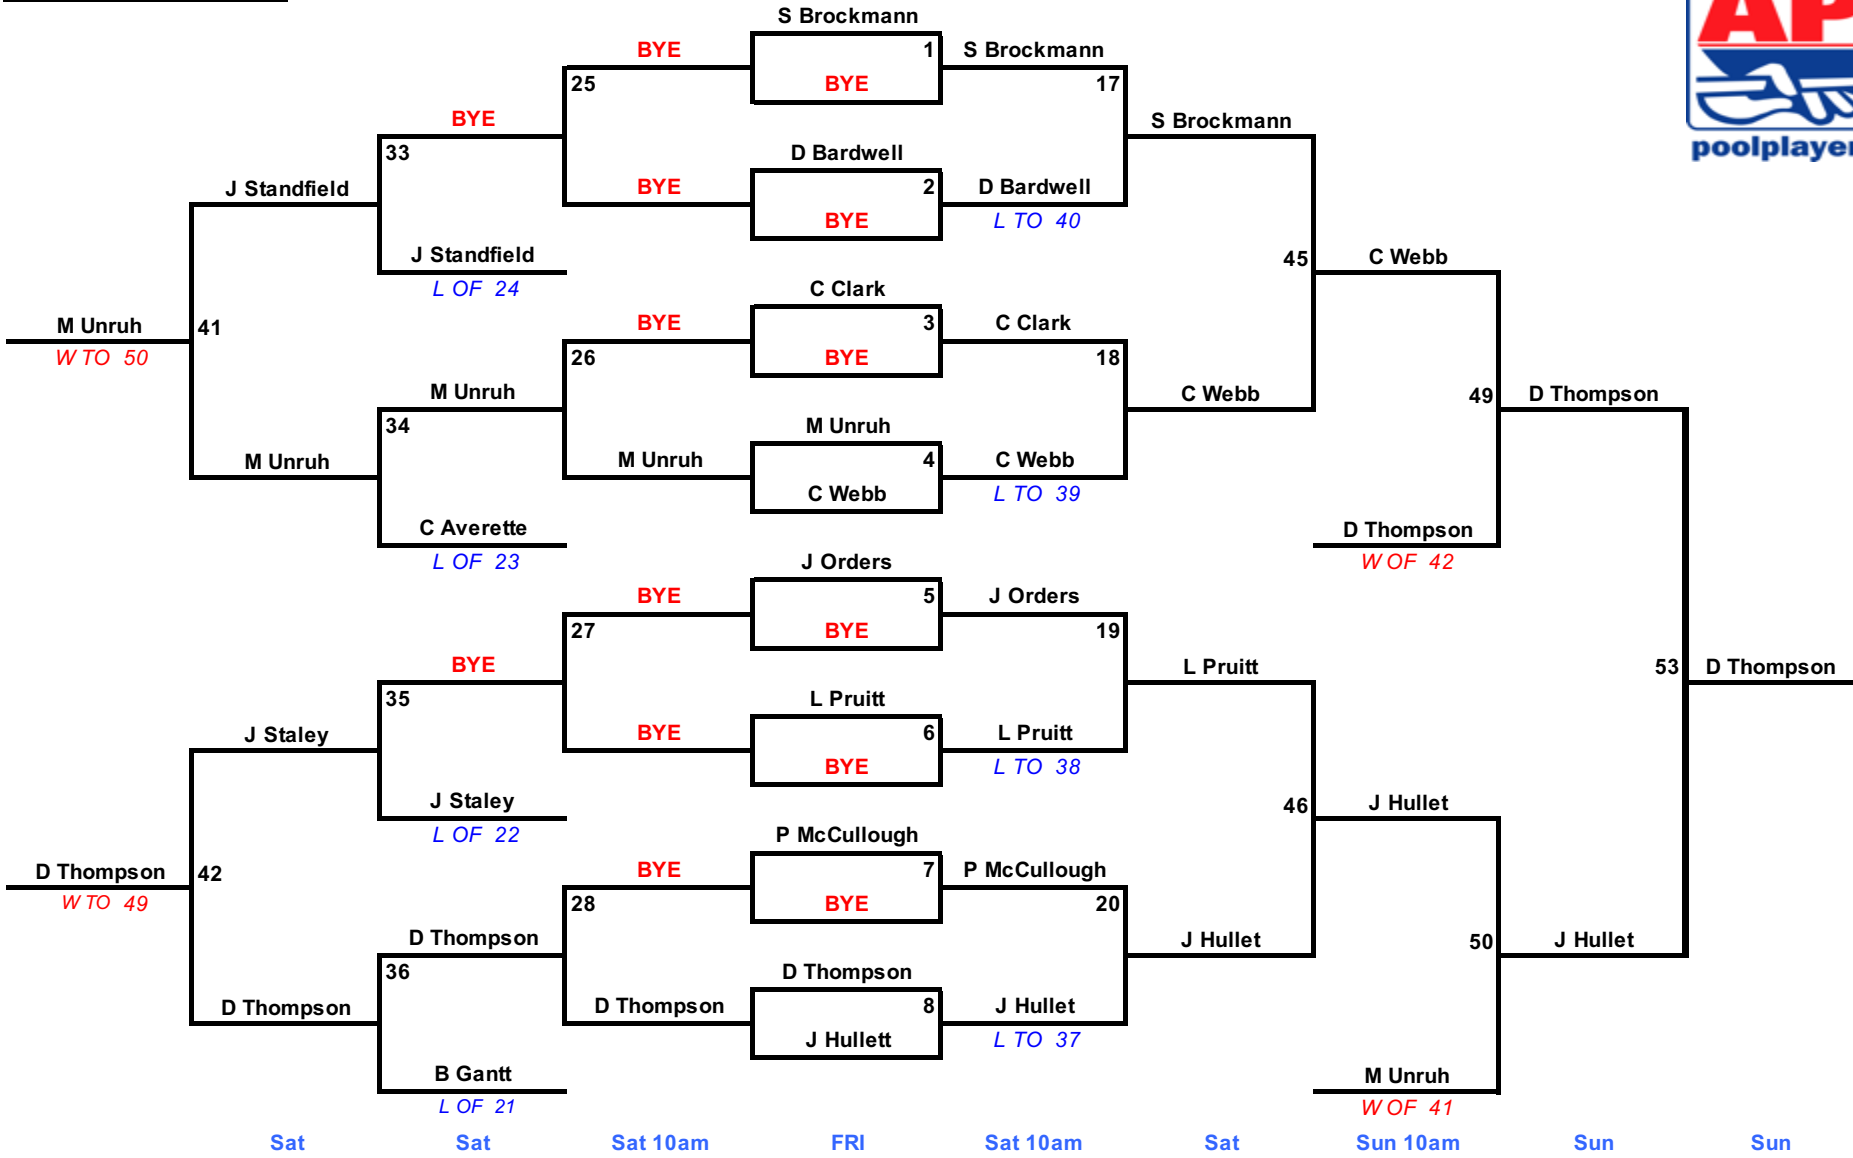 S Brockmann
BYE 1 S Brockmann
25 BYE 17
BYE S Brockmann
33 D Bardwell
J Standfield BYE 2 D Bardwell
BYE L TO 40
J Standfield 45 C Webb
L OF 24 C Clark
M Unruh 41 BYE 3 C Clark
W TO 50 26 BYE 18
M Unruh C Webb 49 D Thompson
34 M Unruh
M Unruh M Unruh 4 C Webb
C Webb L TO 39
C Averette D Thompson
L OF 23 J Orders W OF 42
BYE 5 J Orders
27 BYE 19
BYE L Pruitt 53 D Thompson
35 L Pruitt
J Staley BYE 6 L Pruitt
BYE L TO 38
J Staley 46 J Hullet
L OF 22 P McCullough
D Thompson 42 BYE 7 P McCullough
W TO 49 28 BYE 20
D Thompson J Hullet 50 J Hullet
36 D Thompson
D Thompson D Thompson 8 J Hullet
J Hullett L TO 37
B Gantt M Unruh
L OF 21 W OF 41
Sat Sat Sat 10am FRI Sat 10am Sat Sun 10am Sun Sun